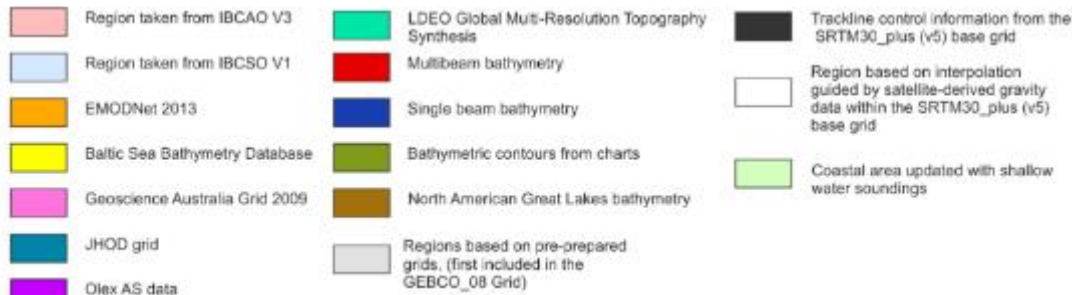 Region taken from IBCAO V3
Region taken from IBCSO V1
EMODNet 2013
Baltic Sea Bathymetry Database
Geoscience Australia Grid 2009
JHOD grid
Olex AS data
LDEO Global Multi-Resolution Topography
Synthesis
Multibeam bathymetry
Single beam bathymetry
Bathymetric contours from charts
North American Great Lakes bathymetry
Regions based on pre-prepared
grids, (first included in the
GEBCO_08 Grid)
Trackline control information from the
SRTM30_plus (v5) base grid
Region based on interpolation
guided by satellite-derived gravity
data within the SRTM30_plus (v5)
base grid
Coastal area updated with shallow
water soundings